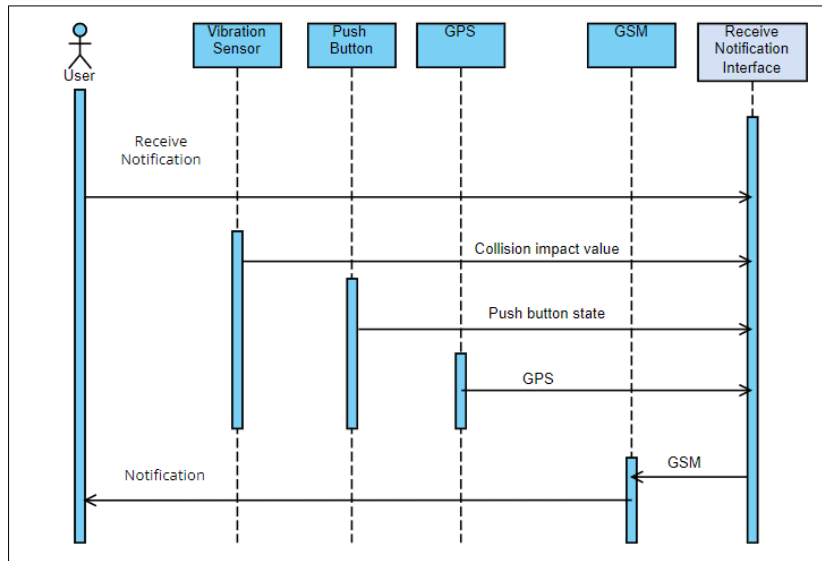 User
Vibration
Sensor
Push
Button
GPS
GSM
Receive
Notification
Interface
Receive
Notification
Collision impact value
Push button state
GPS
GSM
Notification